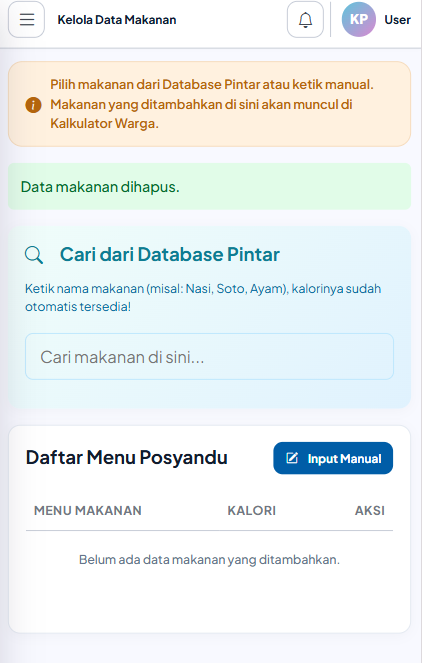 Kelola Data Makanan
KP
User
Pilih makanan dari Database Pintar atau ketik manual.
Makanan yang ditambahkan di sini akan muncul di
Kalkulator Warga.
Data makanan dihapus.
Cari dari Database Pintar
Ketik nama makanan (misal: Nasi, Soto, Ayam), kalorinya sudah
otomatis tersedia!
Cari makanan di sini...
Daftar Menu Posyandu
Input Manual
MENU MAKANAN KALORI AKSI
Belum ada data makanan yang ditambahkan.